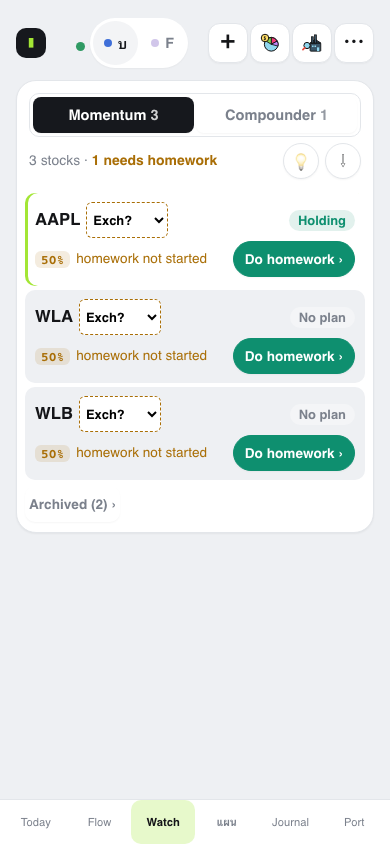 บ F + ...
Momentum 3 Compounder 1
3 stocks · 1 needs homework
AAPL Exch? Holding
50% homework not started Do homework ›
WLA Exch? No plan
50% homework not started Do homework ›
WLB Exch? No plan
50% homework not started Do homework ›
Archived (2) ›
Today Flow Watch แผน Journal Port